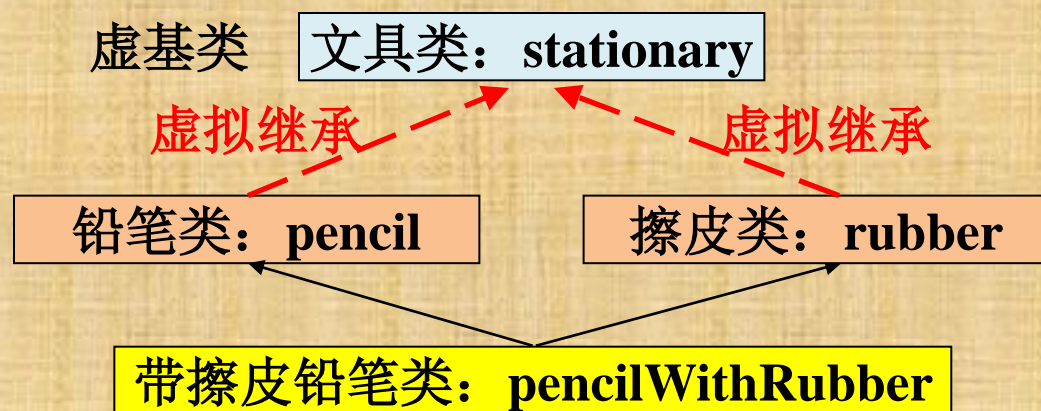 虚基类
文具类：stationary
虚拟继承
虚拟继承
铅笔类：pencil
擦皮类：rubber
带擦皮铅笔类：pencilWithRubber